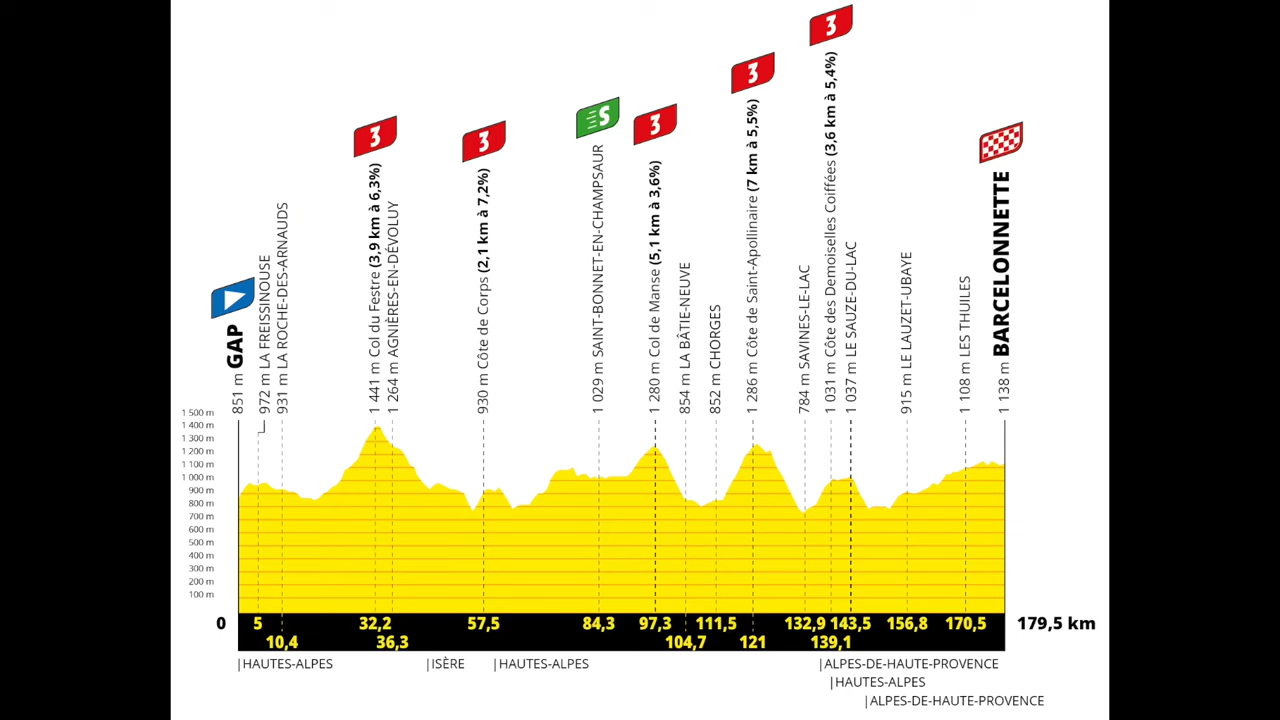 3
3
3
S
3
3
851 m GAP
972 m LA FREISSINOUSE
931 m LA ROCHE-DES-ARNAUDS
1 441 m Col du Festre (3,9 km à 6,3%)
1 264 m AGNIÈRES-EN-DÉVOLUY
930 m Côte de Corps (2,1 km à 7,2%)
1 029 m SAINT-BONNET-EN-CHAMPSAUR
1 280 m Col de Manse (5,1 km à 3,6%)
854 m LA BÂTIE-NEUVE
852 m CHORGES
1 286 m Côte de Saint-Apollinaire (7 km à 5,5%)
784 m SAVINES-LE-LAC
1 031 m Côte des Demoiselles Coiffées (3,6 km à 5,4%)
1 037 m LE SAUZE-DU-LAC
915 m LE LAUZET-UBAYE
1 108 m LES THUILES
1 138 m BARCELONNETTE
1 500 m
1 400 m
1 300 m
1 200 m
1 100 m
1 000 m
900 m
800 m
700 m
600 m
500 m
400 m
300 m
200 m
100 m
0 5 32,2 57,5 84,3 97,3 111,5 132,9 143,5 156,8 170,5 179,5 km
10,4 36,3 104,7 121 139,1
|HAUTES-ALPES |ISÈRE |HAUTES-ALPES |ALPES-DE-HAUTE-PROVENCE
|HAUTES-ALPES
|ALPES-DE-HAUTE-PROVENCE